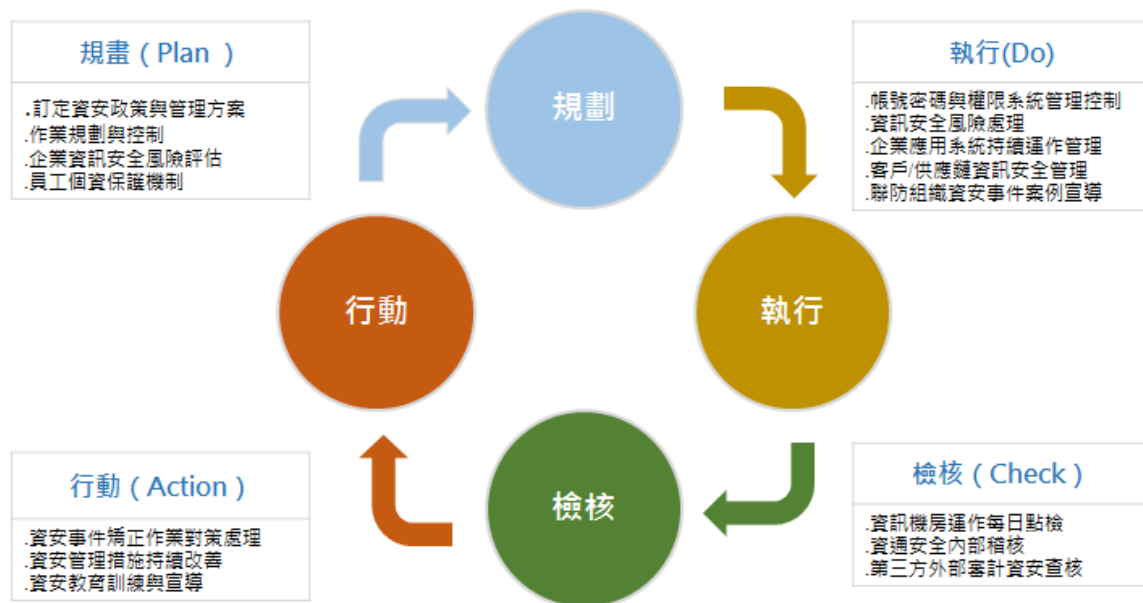 規畫（Plan ）
.訂定資安政策與管理方案
.作業規劃與控制
.企業資訊安全風險評估
.員工個資保護機制
規劃
執行(Do)
.帳號密碼與權限系統管理控制
.資訊安全風險處理
.企業應用系統持續運作管理
.客戶/供應鏈資訊安全管理
.聯防組織資安事件案例宣導
行動
執行
行動（Action）
.資安事件矯正作業對策處理
.資安管理措施持續改善
.資安教育訓練與宣導
檢核
檢核（Check）
.資訊機房運作每日點檢
.資通安全內部稽核
.第三方外部審計資安查核